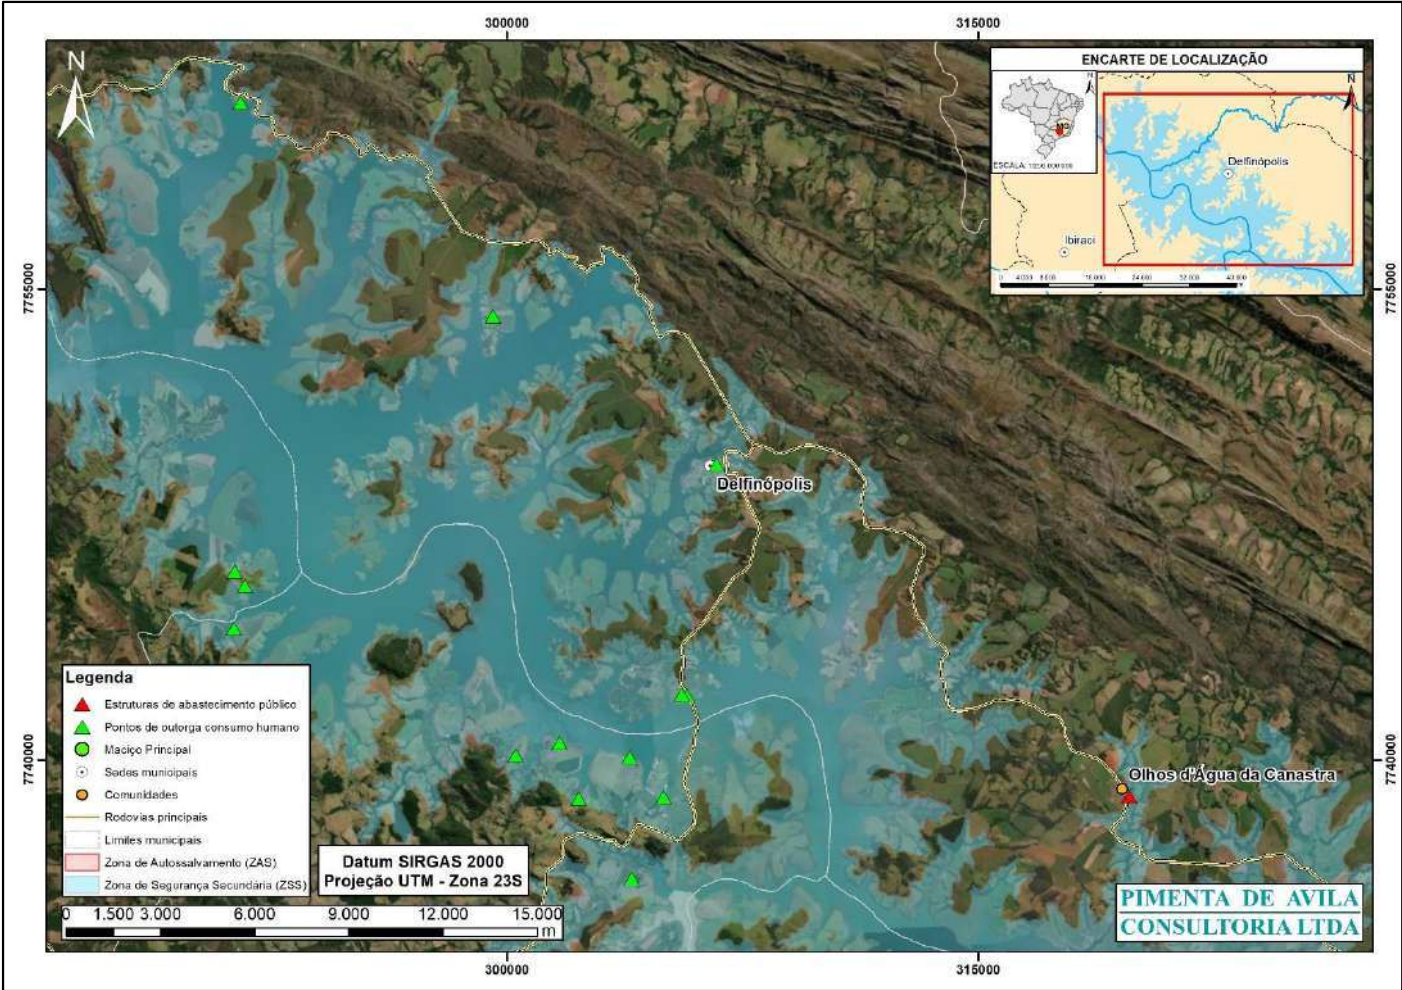 300000
315000
N
ENCARTE DE LOCALIZAÇÃO
N
ESCALA:
Delfinópolis
Ibiraci
7755000
7755000
Delfinópolis
Legenda
Estruturas de abastecimento público
Pontos de outorga consumo humano
Maciço Principal
Sedes municipais
Comunidades
Rodovias principais
Limites municipais
Zona de Autossalvamento (ZAS)
Zona de Segurança Secundária (ZSS)
7740000
7740000
Olhos d'Água da Canastra
Datum SIRGAS 2000
Projeção UTM - Zona 23S
0 1.500 3.000 6.000 9.000 12.000 15.000
m
PIMENTA DE AVILA
CONSULTORIA LTDA
300000
315000